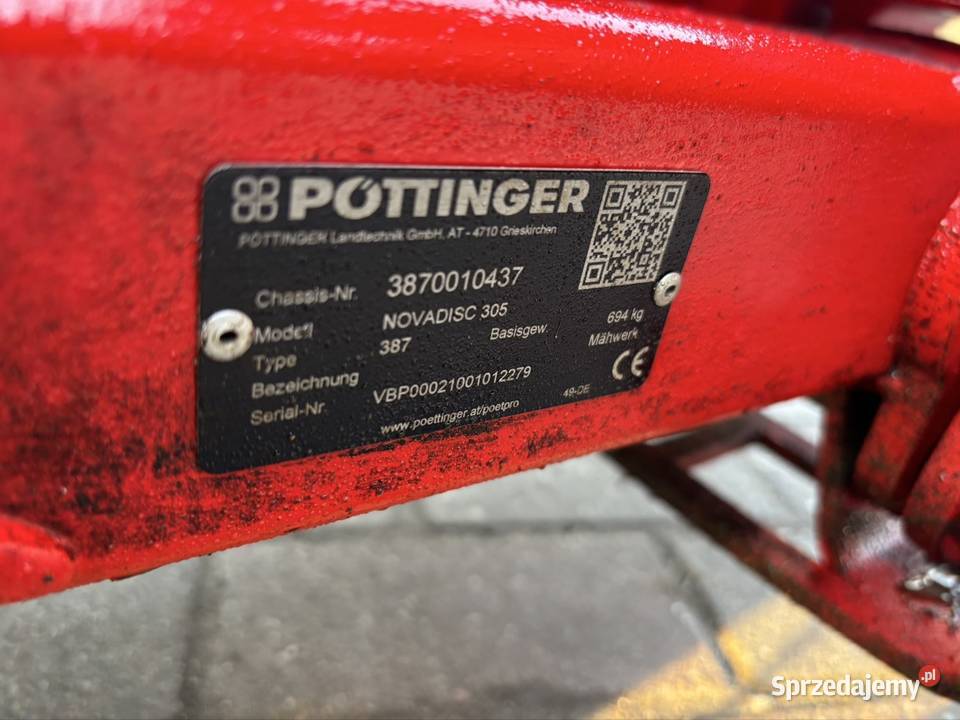 PÖTTINGER
PÖTTINGER Landtechnik GmbH. AT - 4710 Grieskirchen
Chassis-Nr. 3870010437
Modell NOVADISC 305
Type 387 Basisgew. 694 kg
Bezeichnung Mähwerk
Serial-Nr. VBP00021001012279
www.poettinger.at/poetpro 49-DE CE
Sprzedajemy.pl